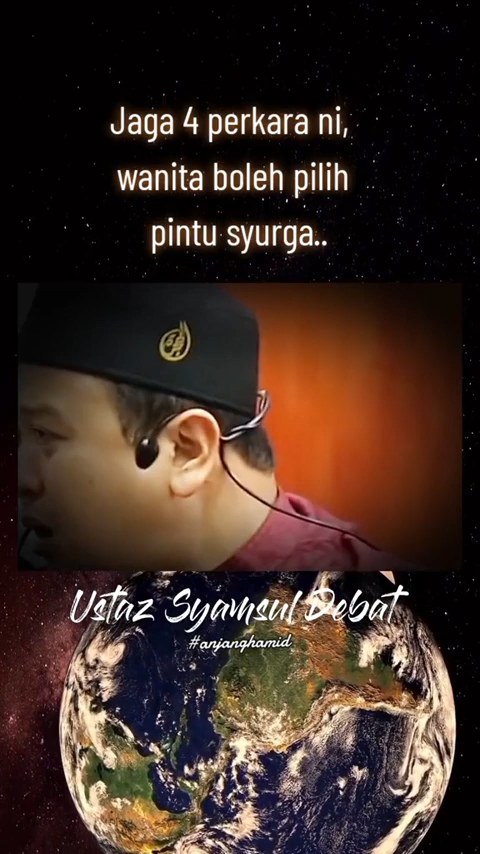 Jaga 4 perkara ni,
wanita boleh pilih
pintu syurga..
Ustaz Syamsul Debat
#anjanghamid